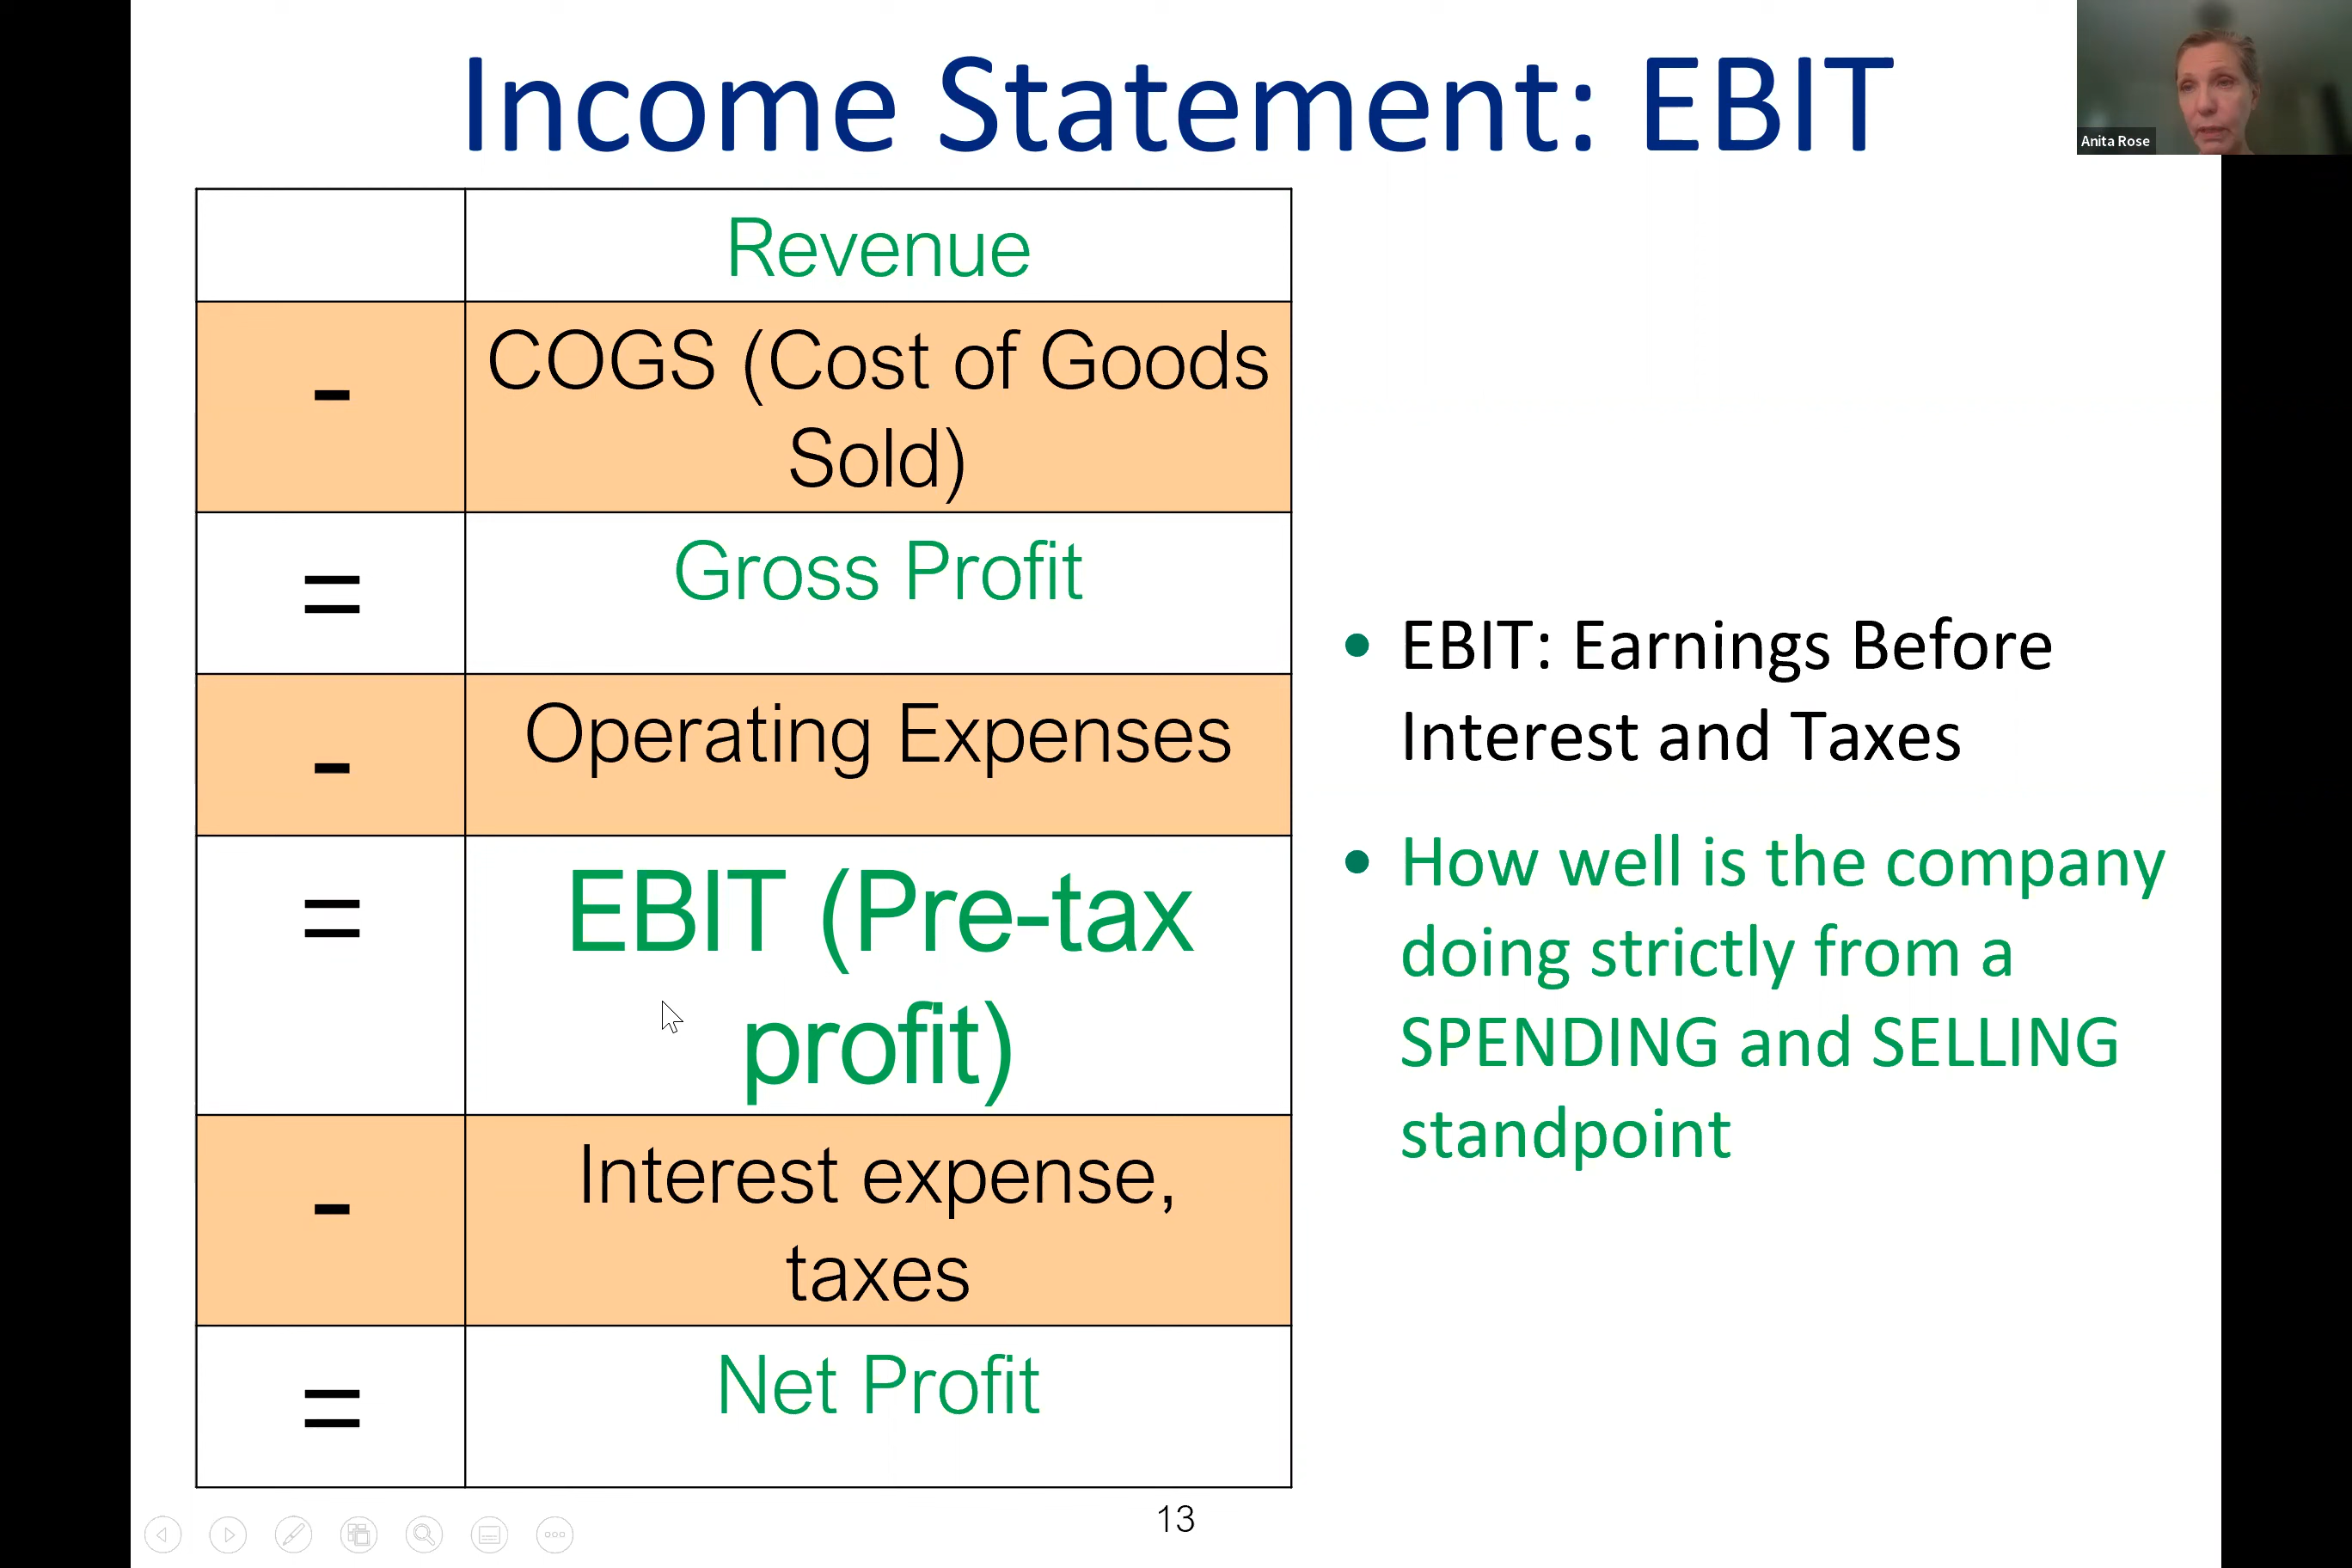 Income Statement: EBIT
Anita Rose
Revenue
-
COGS (Cost of Goods
Sold)
=
Gross Profit
-
Operating Expenses
=
EBIT (Pre-tax
profit)
-
Interest expense,
taxes
=
Net Profit
• EBIT: Earnings Before
Interest and Taxes
• How well is the company
doing strictly from a
SPENDING and SELLING
standpoint
13